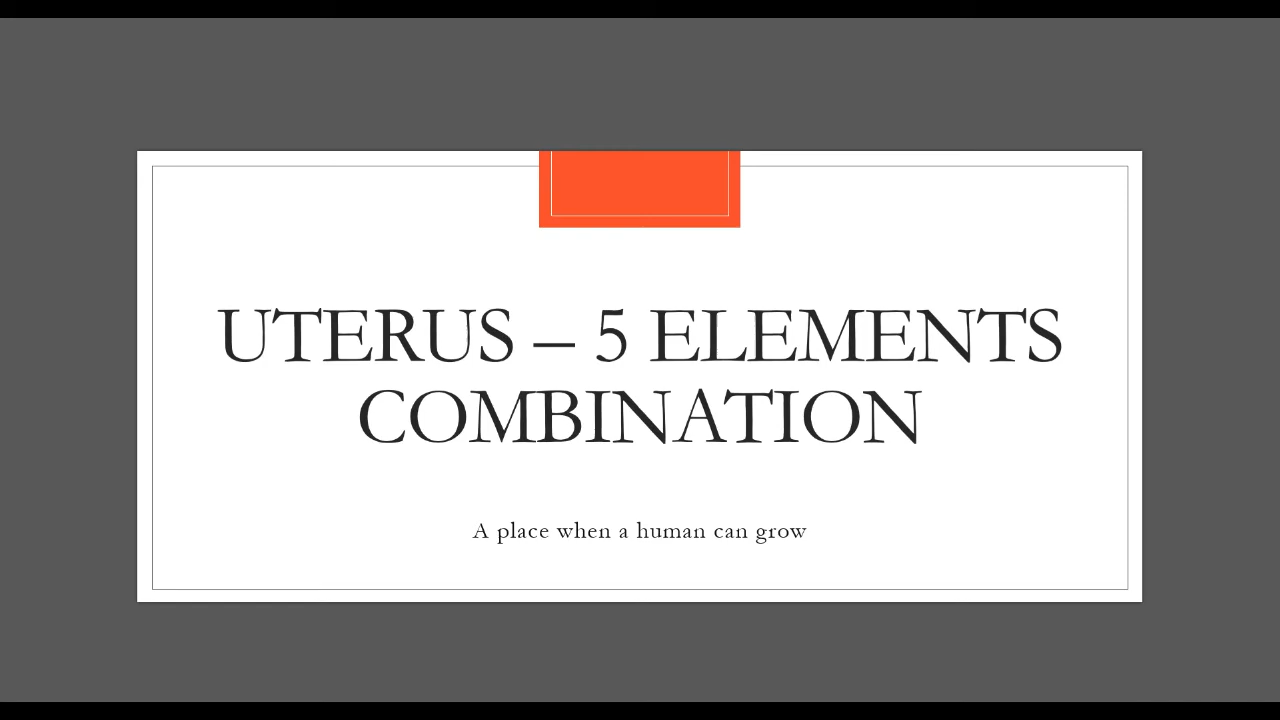 UTERUS – 5 ELEMENTS
COMBINATION
A place when a human can grow